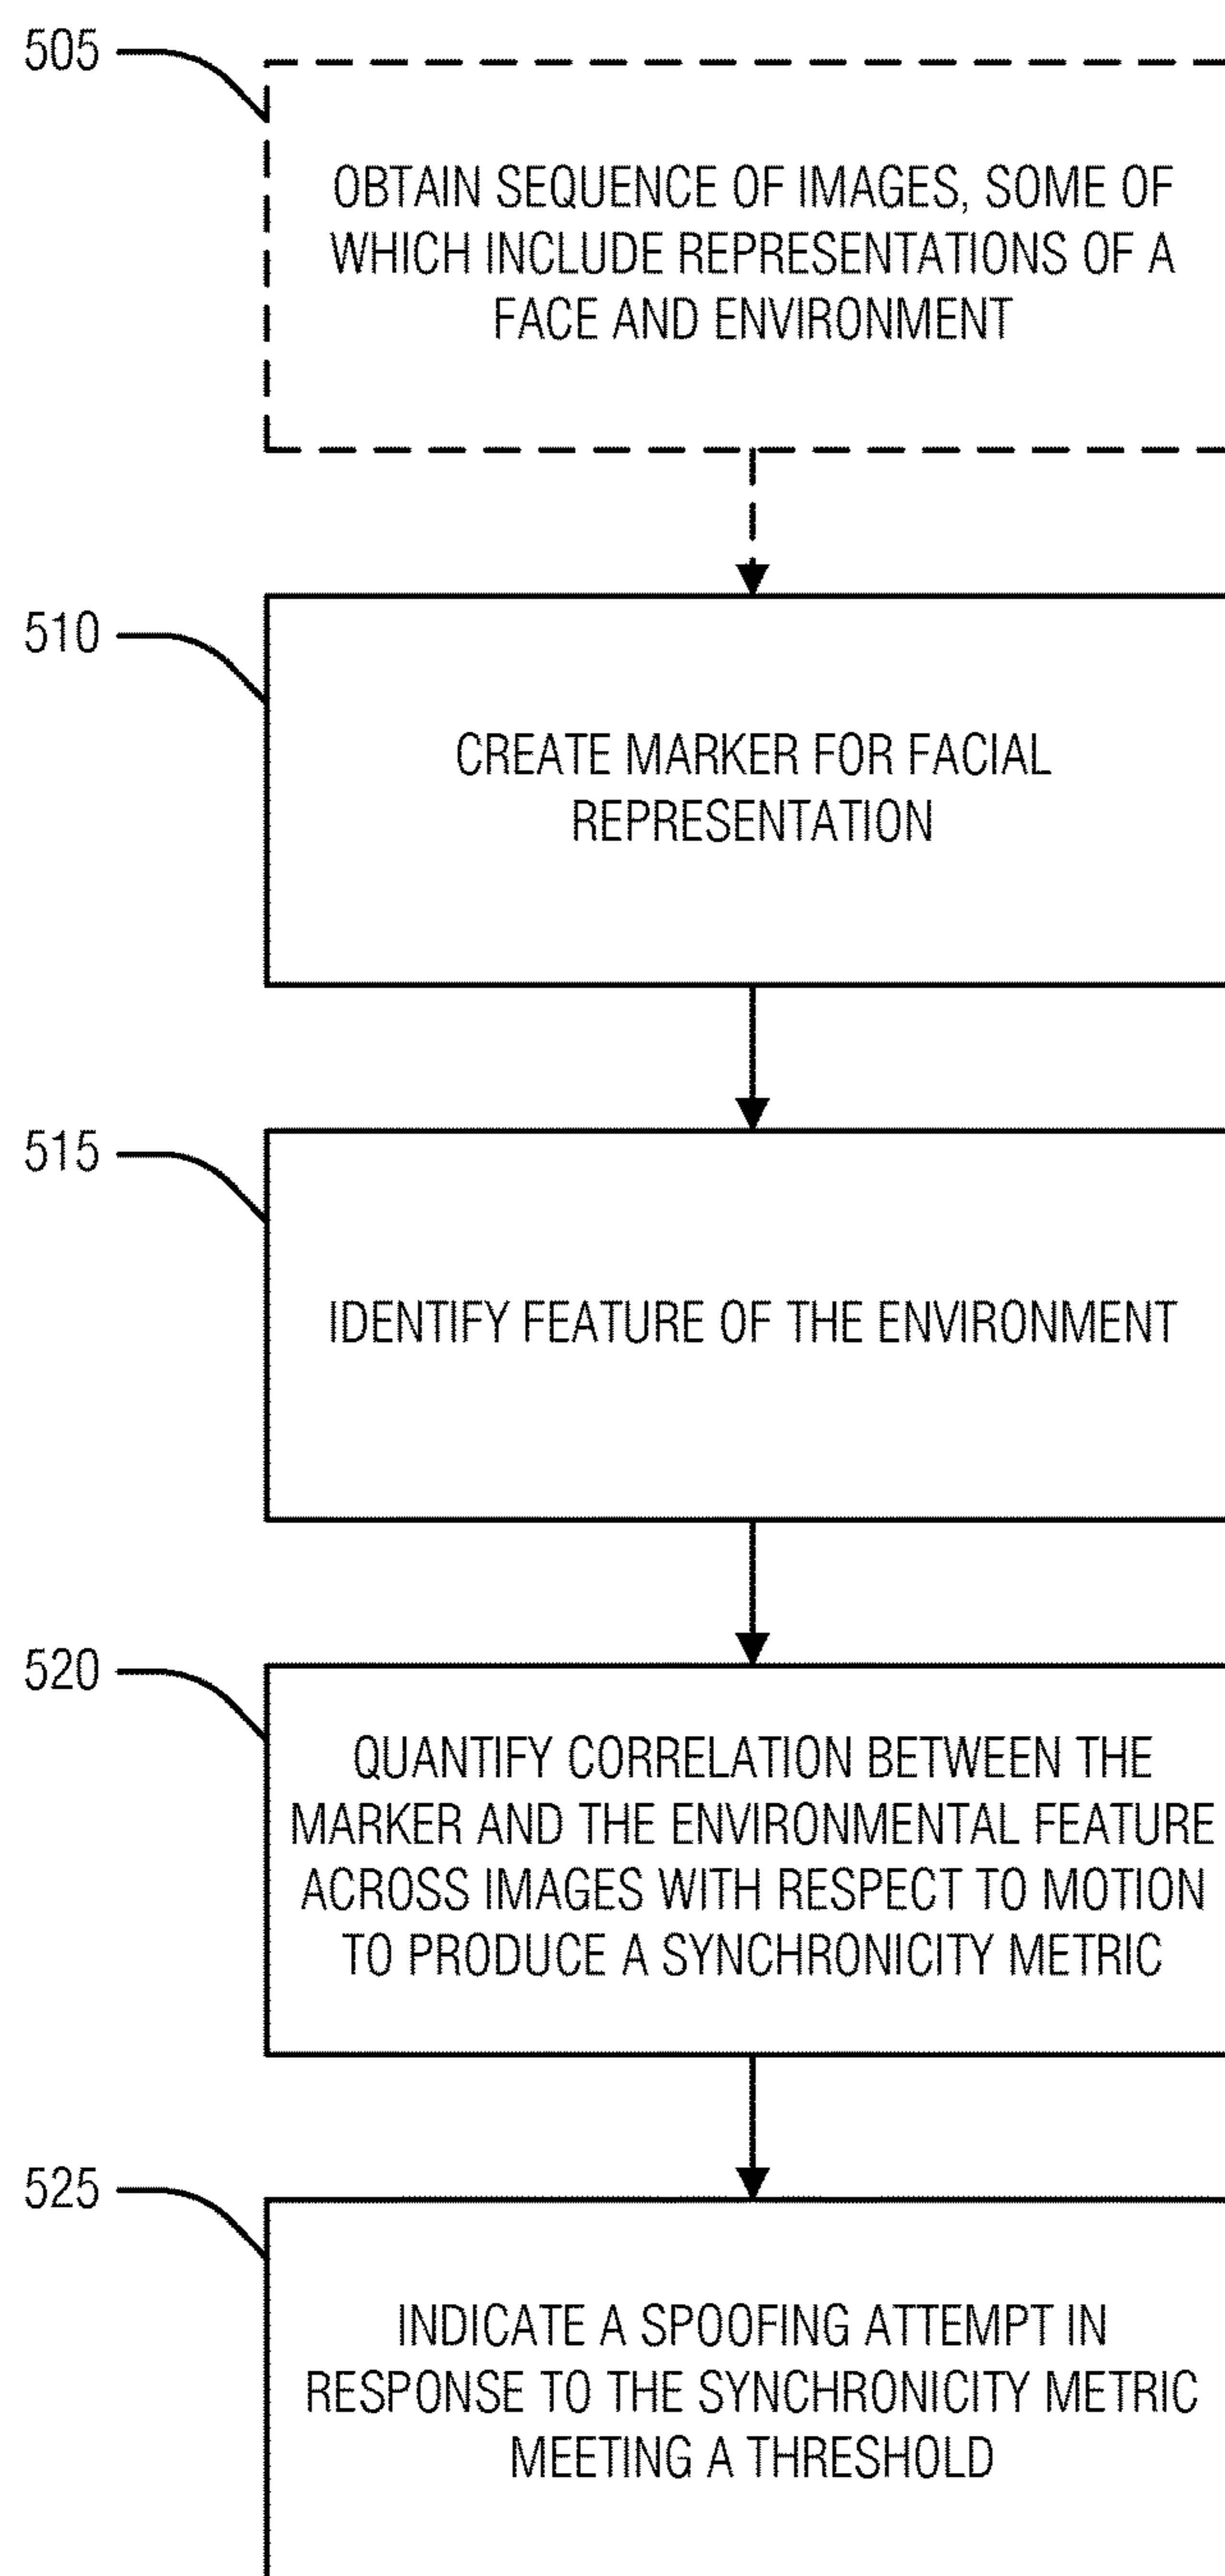 505
OBTAIN SEQUENCE OF IMAGES, SOME OF
WHICH INCLUDE REPRESENTATIONS OF A
FACE AND ENVIRONMENT
510
CREATE MARKER FOR FACIAL
REPRESENTATION
515
IDENTIFY FEATURE OF THE ENVIRONMENT
520
QUANTIFY CORRELATION BETWEEN THE
MARKER AND THE ENVIRONMENTAL FEATURE
ACROSS IMAGES WITH RESPECT TO MOTION
TO PRODUCE A SYNCHRONICITY METRIC
525
INDICATE A SPOOFING ATTEMPT IN
RESPONSE TO THE SYNCHRONICITY METRIC
MEETING A THRESHOLD